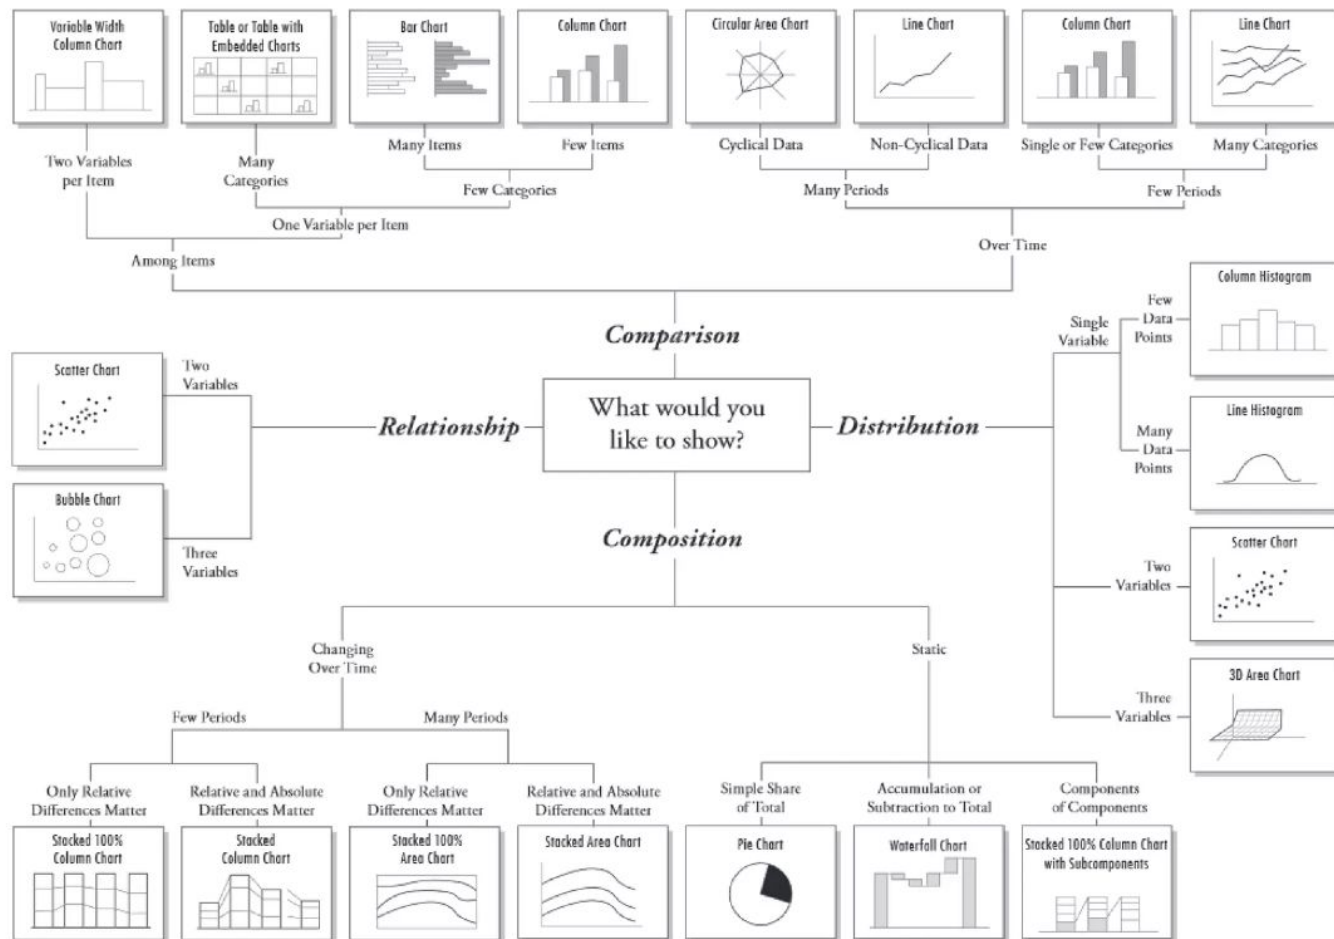 Variable Width
Column Chart
Table or Table with
Embedded Charts
Bar Chart
Column Chart
Circular Area Chart
Line Chart
Column Chart
Line Chart
Two Variables
per Item
Many
Categories
Many Items
Few Items
Cyclical Data
Non-Cyclical Data
Single or Few Categories
Many Categories
Few Categories
Many Periods
Few Periods
One Variable per Item
Over Time
Among Items
Comparison
Single
Variable
Few
Data
Points
Column Histogram
Scatter Chart
Two
Variables
Relationship
What would you
like to show?
Distribution
Many
Data
Points
Line Histogram
Bubble Chart
Three
Variables
Composition
Two
Variables
Scatter Chart
Changing
Over Time
Static
Three
Variables
3D Area Chart
Few Periods
Many Periods
Only Relative
Differences Matter
Relative and Absolute
Differences Matter
Only Relative
Differences Matter
Relative and Absolute
Differences Matter
Simple Share
of Total
Accumulation or
Subtraction to Total
Components
of Components
Stacked 100%
Column Chart
Stacked
Column Chart
Stacked 100%
Area Chart
Stacked Area Chart
Pie Chart
Waterfall Chart
Stacked 100% Column Chart
with Subcomponents